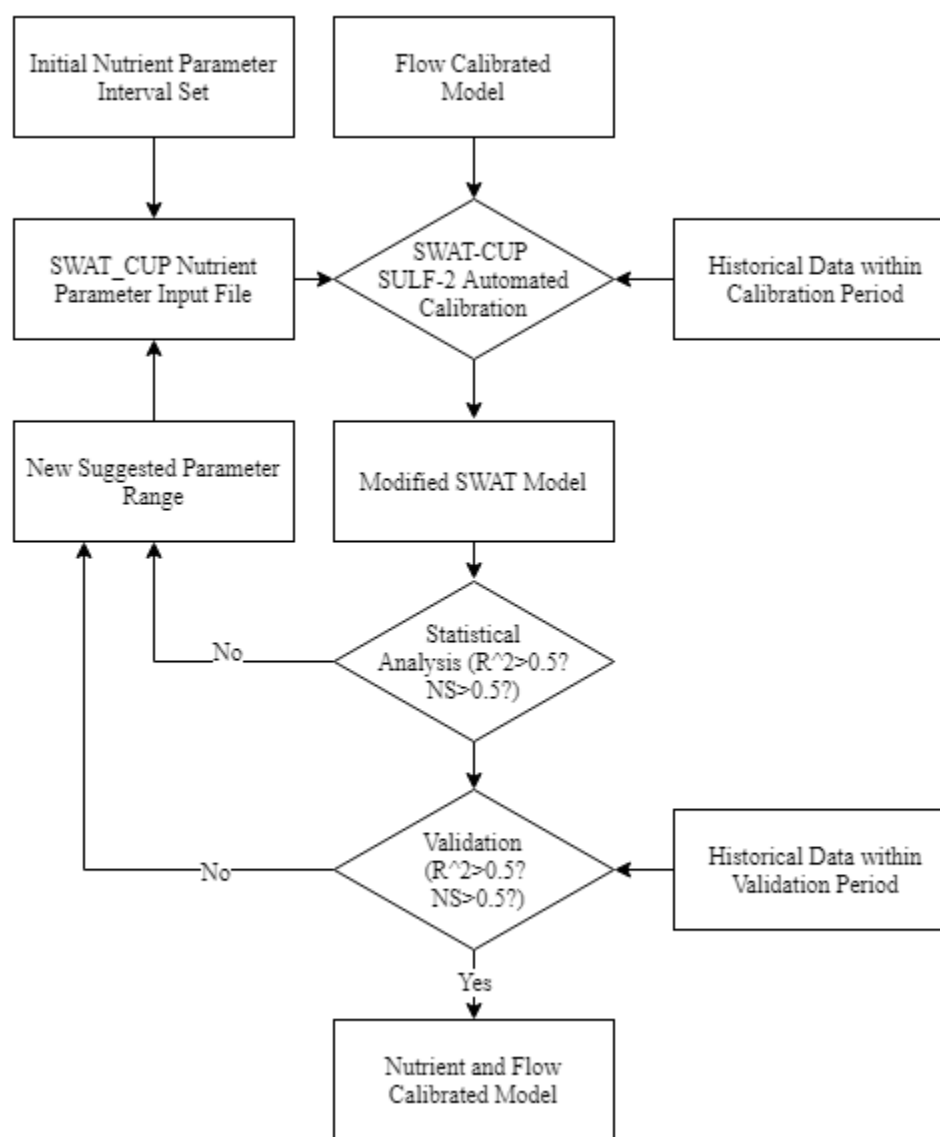 Initial Nutrient Parameter
Interval Set
Flow Calibrated
Model
SWAT_CUP Nutrient
Parameter Input File
SWAT-CUP
SULF-2 Automated
Calibration
Historical Data within
Calibration Period
New Suggested Parameter
Range
Modified SWAT Model
No
Statistical
Analysis (R^2>0.5?
NS>0.5?)
No
Validation
(R^2>0.5?
NS>0.5?)
Historical Data within
Validation Period
Yes
Nutrient and Flow
Calibrated Model